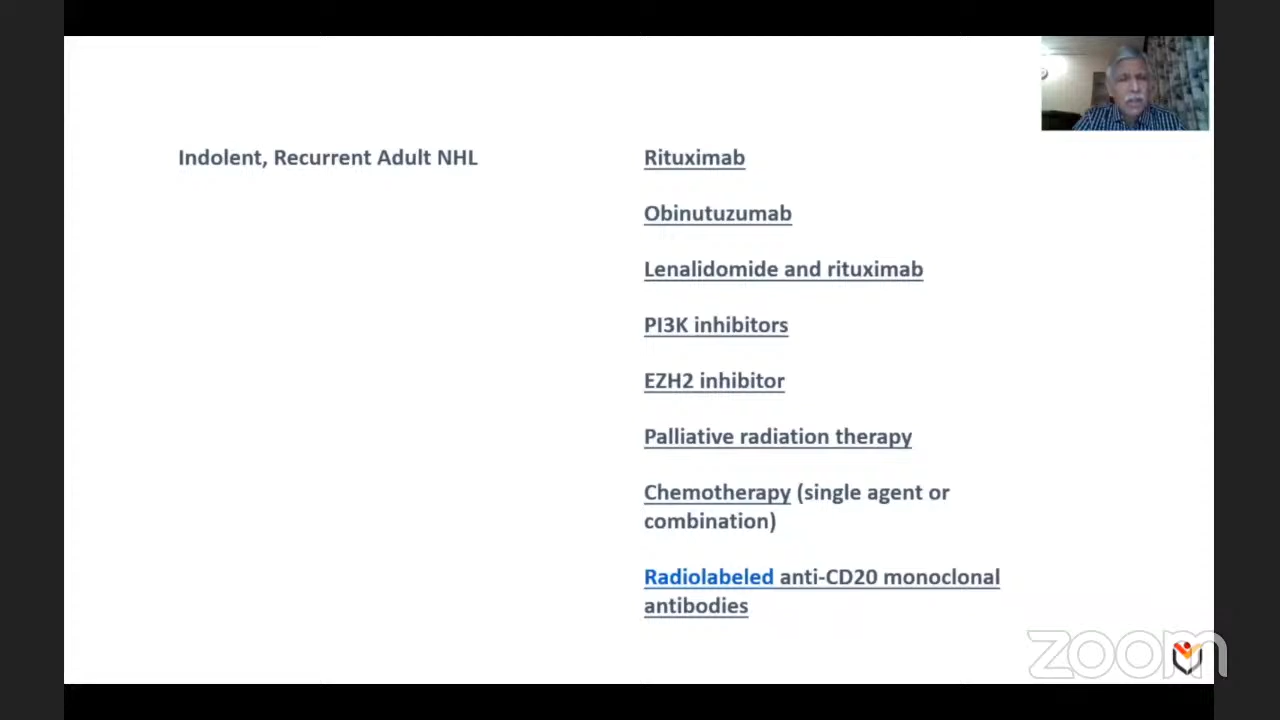 Indolent, Recurrent Adult NHL
Rituximab
Obinutuzumab
Lenalidomide and rituximab
PI3K inhibitors
EZH2 inhibitor
Palliative radiation therapy
Chemotherapy (single agent or
combination)
Radiolabeled anti-CD20 monoclonal
antibodies
zoom